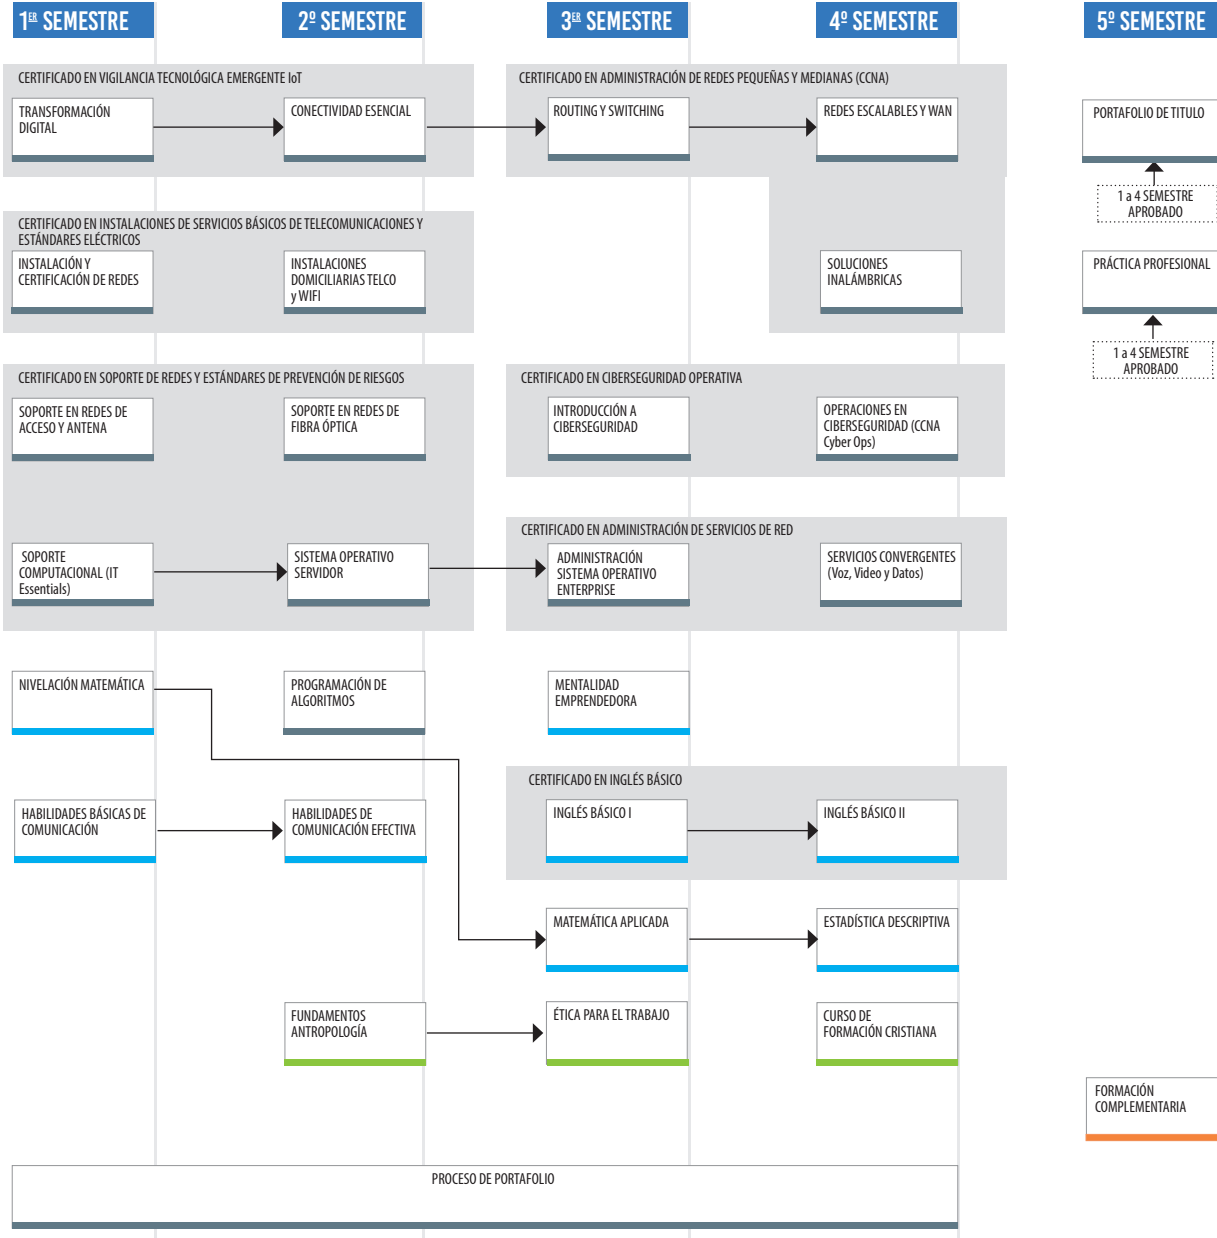 1ER SEMESTRE
2º SEMESTRE
3ER SEMESTRE
4º SEMESTRE
5º SEMESTRE
CERTIFICADO EN VIGILANCIA TECNOLÓGICA EMERGENTE IoT
TRANSFORMACIÓN
DIGITAL
CONECTIVIDAD ESENCIAL
CERTIFICADO EN ADMINISTRACIÓN DE REDES PEQUEÑAS Y MEDIANAS (CCNA)
ROUTING Y SWITCHING
REDES ESCALABLES Y WAN
PORTAFOLIO DE TITULO
1 a 4 SEMESTRE
APROBADO
CERTIFICADO EN INSTALACIONES DE SERVICIOS BÁSICOS DE TELECOMUNICACIONES Y
ESTÁNDARES ELÉCTRICOS
INSTALACIÓN Y
CERTIFICACIÓN DE REDES
INSTALACIONES
DOMICILIARIAS TELCO
y WIFI
SOLUCIONES
INALÁMBRICAS
PRÁCTICA PROFESIONAL
1 a 4 SEMESTRE
APROBADO
CERTIFICADO EN SOPORTE DE REDES Y ESTÁNDARES DE PREVENCIÓN DE RIESGOS
SOPORTE EN REDES DE
ACCESO Y ANTENA
SOPORTE EN REDES DE
FIBRA ÓPTICA
CERTIFICADO EN CIBERSEGURIDAD OPERATIVA
INTRODUCCIÓN A
CIBERSEGURIDAD
OPERACIONES EN
CIBERSEGURIDAD (CCNA
Cyber Ops)
SOPORTE
COMPUTACIONAL (IT
Essentials)
SISTEMA OPERATIVO
SERVIDOR
CERTIFICADO EN ADMINISTRACIÓN DE SERVICIOS DE RED
ADMINISTRACIÓN
SISTEMA OPERATIVO
ENTERPRISE
SERVICIOS CONVERGENTES
(Voz, Video y Datos)
NIVELACIÓN MATEMÁTICA
PROGRAMACIÓN DE
ALGORITMOS
MENTALIDAD
EMPRENDEDORA
HABILIDADES BÁSICAS DE
COMUNICACIÓN
HABILIDADES DE
COMUNICACIÓN EFECTIVA
CERTIFICADO EN INGLÉS BÁSICO
INGLÉS BÁSICO I
INGLÉS BÁSICO II
MATEMÁTICA APLICADA
ESTADÍSTICA DESCRIPTIVA
FUNDAMENTOS
ANTROPOLOGÍA
ÉTICA PARA EL TRABAJO
CURSO DE
FORMACIÓN CRISTIANA
FORMACIÓN
COMPLEMENTARIA
PROCESO DE PORTAFOLIO